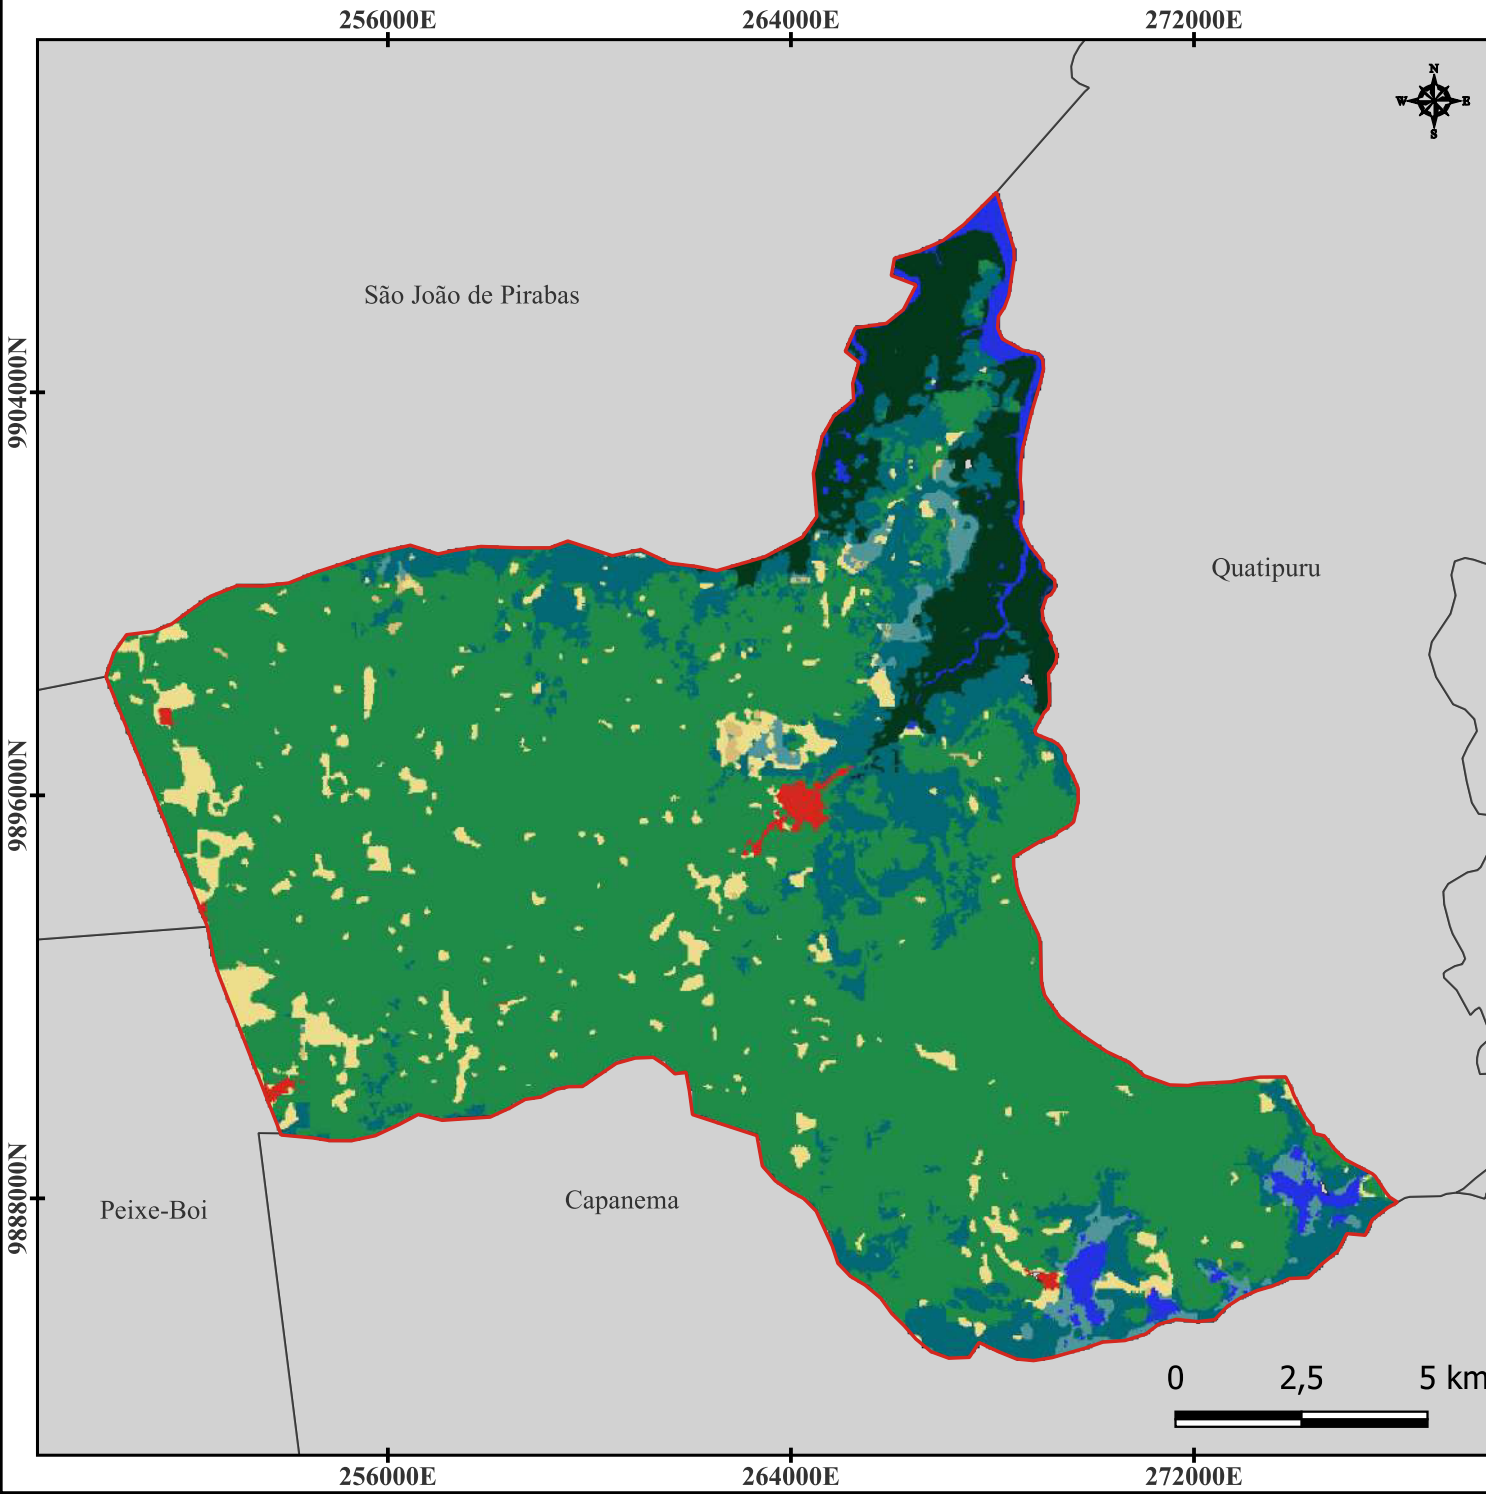 256000E 264000E 272000E
N
W E
S
São João de Pirabas
9904000N
Quatipuru
9896000N
9888000N
Peixe-Boi
Capanema
0 2,5 5 km
256000E 264000E 272000E